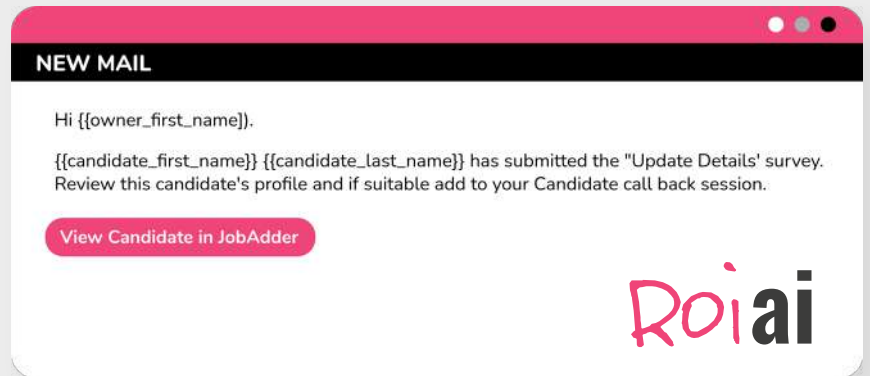 NEW MAIL
Hi {{owner_first_name]).
{{candidate_first_name}} {{candidate_last_name}} has submitted the "Update Details' survey.
Review this candidate's profile and if suitable add to your Candidate call back session.
View Candidate in JobAdder
Roiai